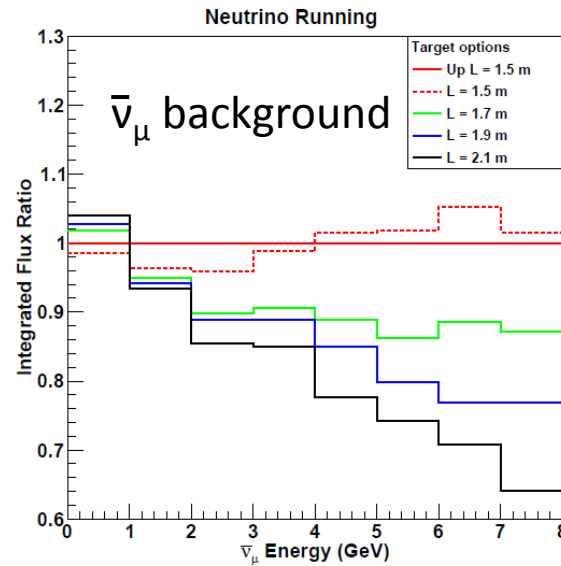 Neutrino Running
1.3
1.2
1.1
1
0.9
0.8
0.7
0.6
Integrated Flux Ratio
ν̄μ background
Target options
Up L = 1.5 m
L = 1.5 m
L = 1.7 m
L = 1.9 m
L = 2.1 m
0 1 2 3 4 5 6 7 8
ν̄μ Energy (GeV)